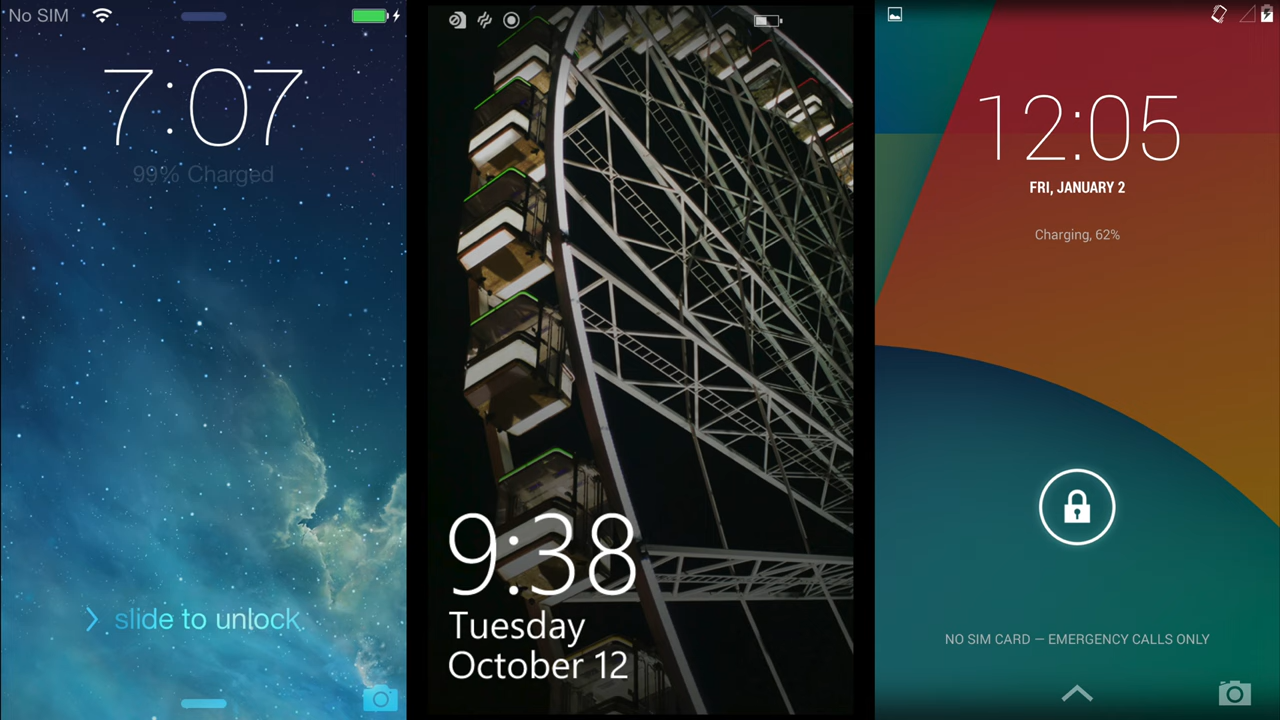 No SIM
7:07
99% Charged
slide to unlock
9:38
Tuesday
October 12
12:05
FRI, JANUARY 2
Charging, 62%
NO SIM CARD — EMERGENCY CALLS ONLY